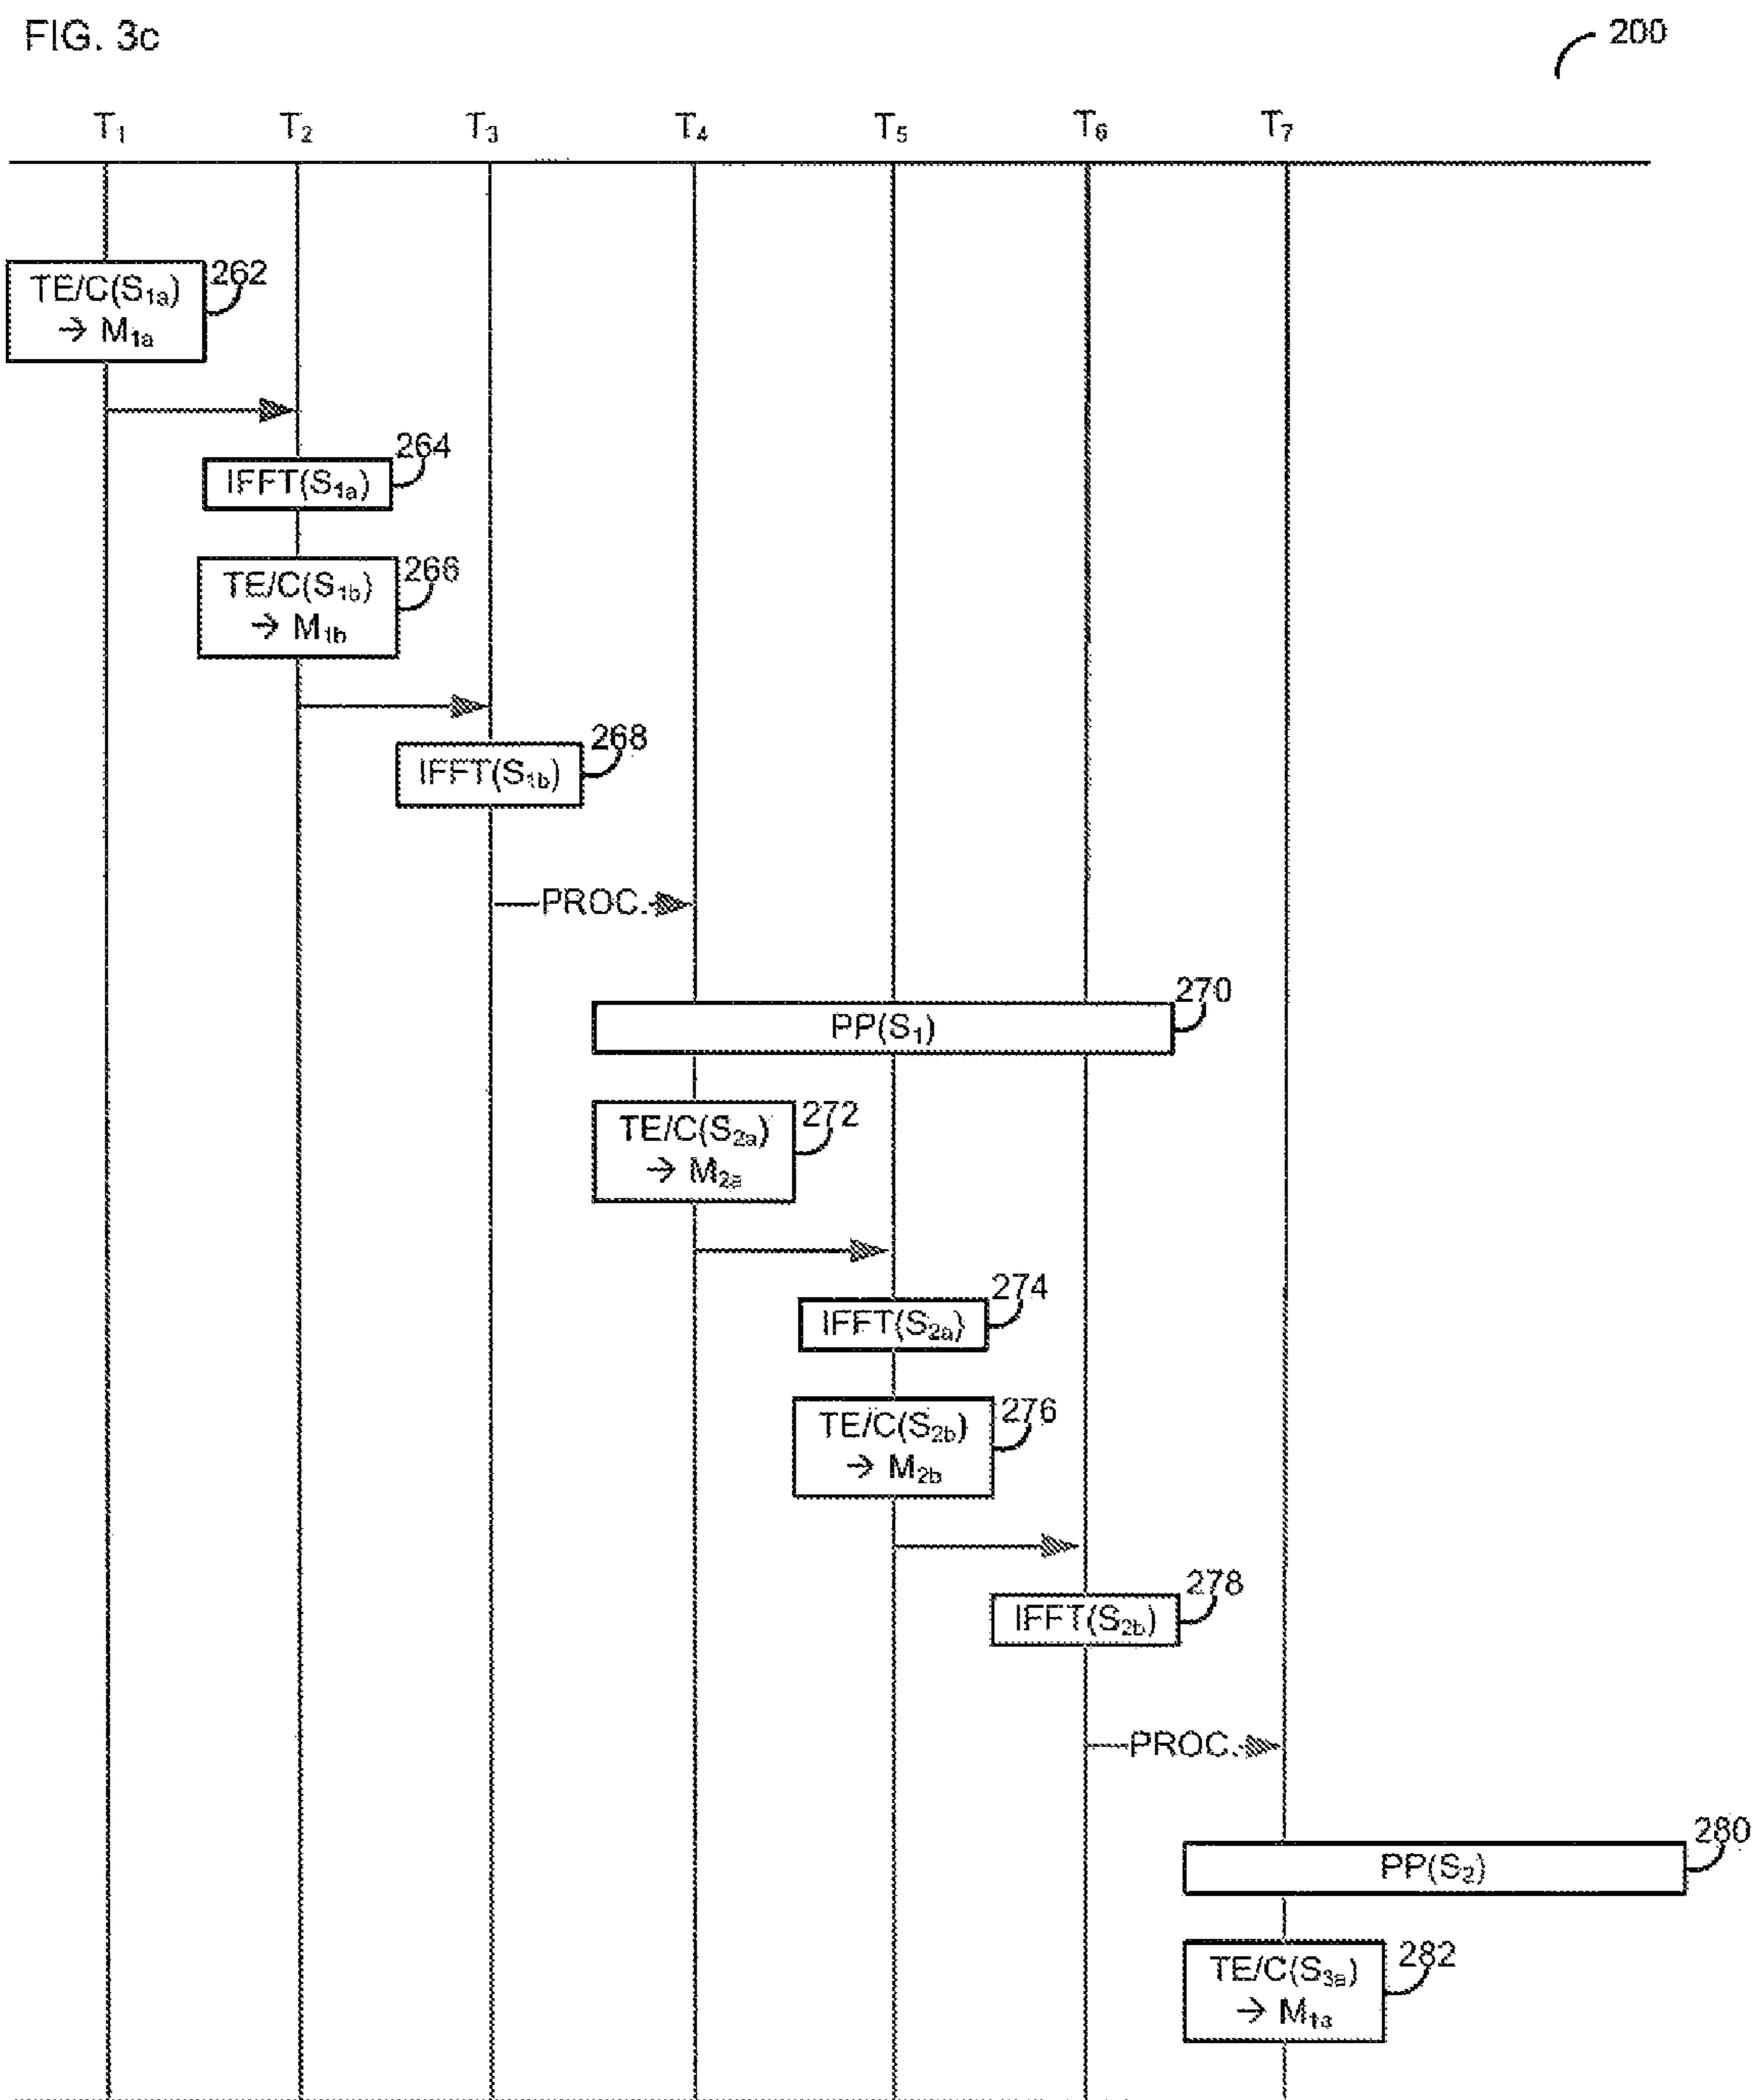 FIG. 3c
200
T₁ T₂ T₃ T₄ T₅ T₆ T₇
262
TE/C(S₁ₐ)
→ M₁ₐ
264
IFFT(S₁ₐ)
266
TE/C(S₁b)
→ M₁b
268
IFFT(S₁b)
PROC.
270
PP(S₁)
272
TE/C(S₂ₐ)
→ M₂ₐ
274
IFFT(S₂ₐ)
276
TE/C(S₂b)
→ M₂b
278
IFFT(S₂b)
PROC.
280
PP(S₂)
282
TE/C(S₃ₐ)
→ M₁ₐ